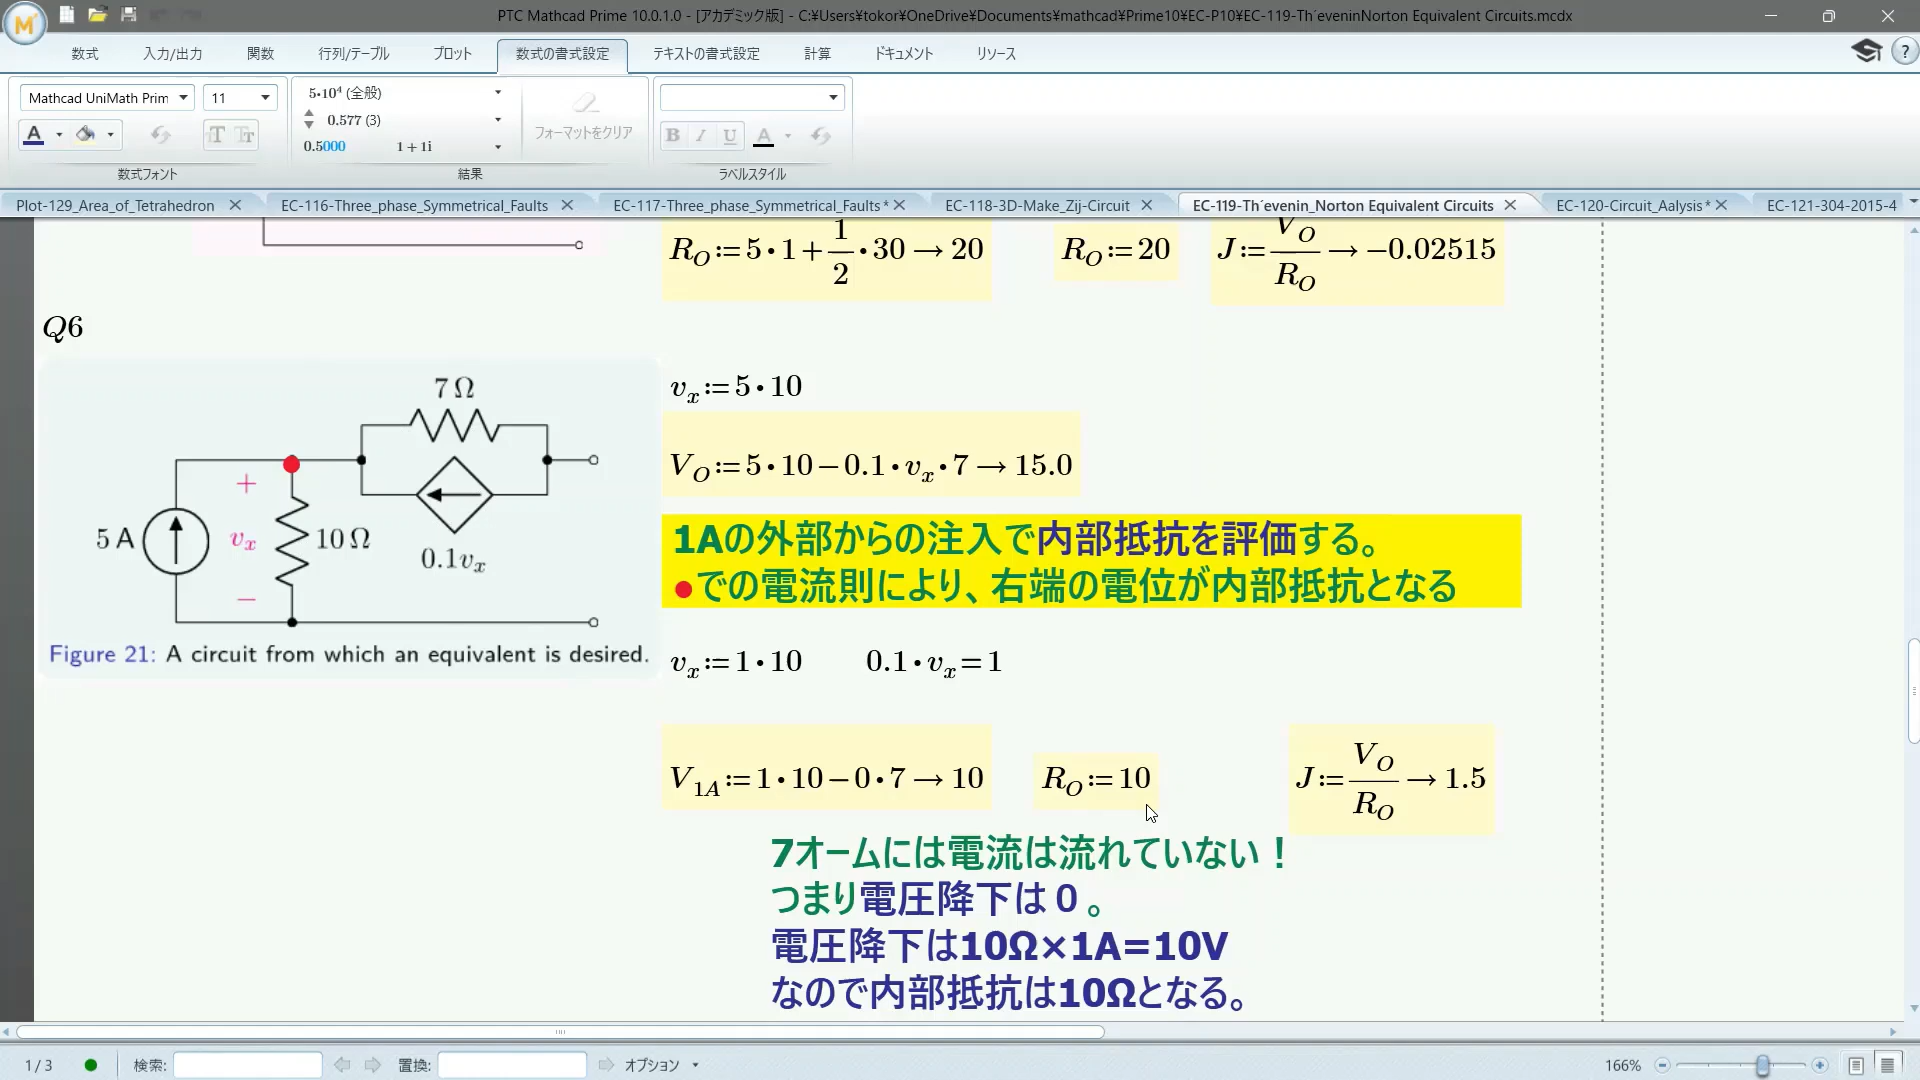 PTC Mathcad Prime 10.0.1.0 - [アカデミック版] - C:¥Users¥tokor¥OneDrive¥Documents¥mathcad¥Prime10¥EC-P10¥EC-119-Th´eveninNorton Equivalent Circuits.mcdx
数式 入力/出力 関数 行列/テーブル プロット 数式の書式設定 テキストの書式設定 計算 ドキュメント リソース
Mathcad UniMath Prim 11
5•10⁴ (全般)
0.577 (3)
0.5000 1 + 1i
フォーマットをクリア
B I U A
数式フォント 結果 ラベルスタイル
Plot-129_Area_of_Tetrahedron EC-116-Three_phase_Symmetrical_Faults EC-117-Three_phase_Symmetrical_Faults* EC-118-3D-Make_Zij-Circuit EC-119-Th´evenin_Norton Equivalent Circuits EC-120-Circuit_Aalysis* EC-121-304-2015-4
R_O := 5•1 + 1/2 •30 → 20 R_O := 20 J := V_O/R_O → −0.02515
Q6
v_x := 5•10
7 Ω
V_O := 5•10 − 0.1•v_x•7 → 15.0
5 A + v_x − 10 Ω 0.1v_x
1Aの外部からの注入で内部抵抗を評価する。
●での電流則により、右端の電位が内部抵抗となる
Figure 21: A circuit from which an equivalent is desired.
v_x := 1•10 0.1•v_x = 1
V_1A := 1•10 − 0•7 → 10 R_O := 10 J := V_O/R_O → 1.5
7オームには電流は流れていない！
つまり電圧降下は０。
電圧降下は10Ω×1A=10V
なので内部抵抗は10Ωとなる。
1 / 3 検索: 置換: オプション 166%